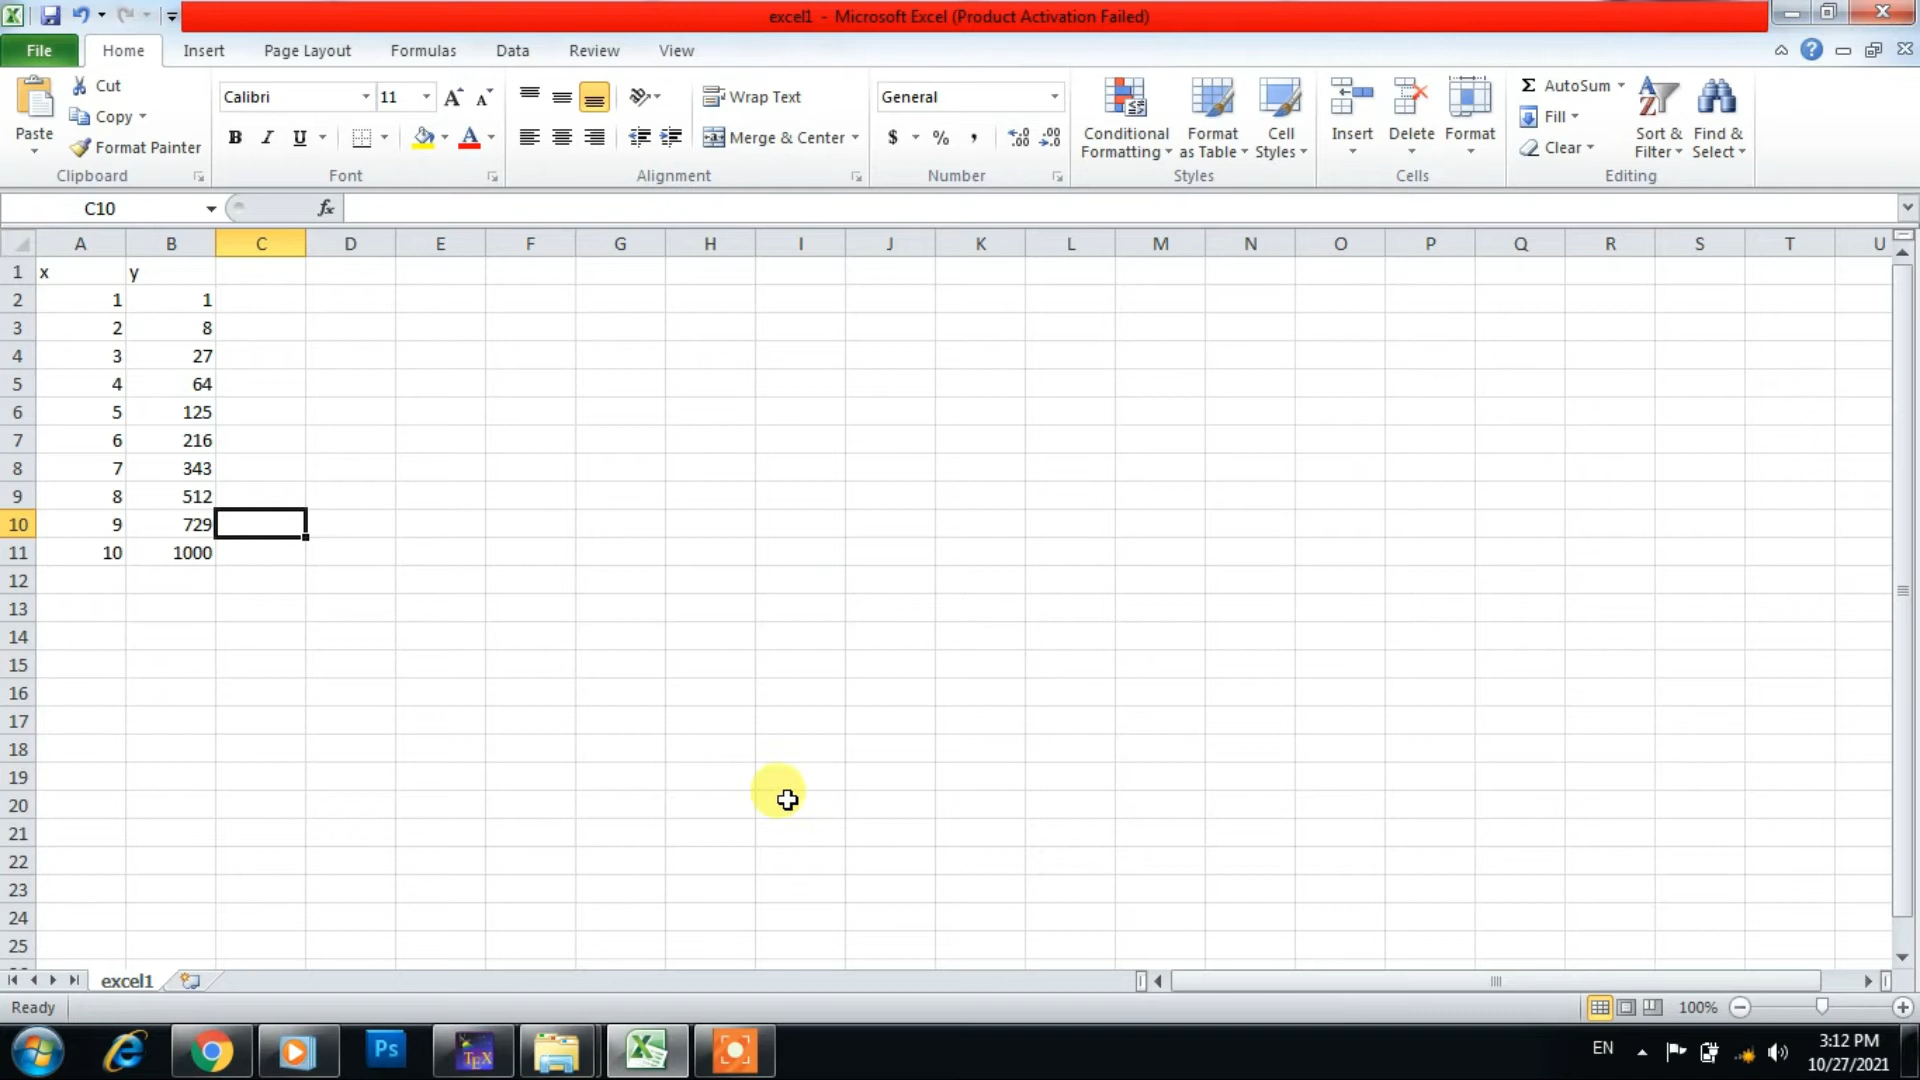 excel1 - Microsoft Excel (Product Activation Failed)
File Home Insert Page Layout Formulas Data Review View
Paste
Cut
Copy
Format Painter
Clipboard
Calibri 11
B I U A
Font
Wrap Text
Merge & Center
Alignment
General
$ % ,
Number
Conditional Formatting
Format as Table
Cell Styles
Styles
Insert
Delete
Format
Cells
Σ AutoSum
Fill
Clear
Sort & Filter
Find & Select
Editing
C10 fx
A B C D E F G H I J K L M N O P Q R S T U
1 x y
2 1 1
3 2 8
4 3 27
5 4 64
6 5 125
7 6 216
8 7 343
9 8 512
10 9 729
11 10 1000
12
13
14
15
16
17
18
19
20
21
22
23
24
25
excel1
Ready 100%
Ps TEX EN 3:12 PM
10/27/2021